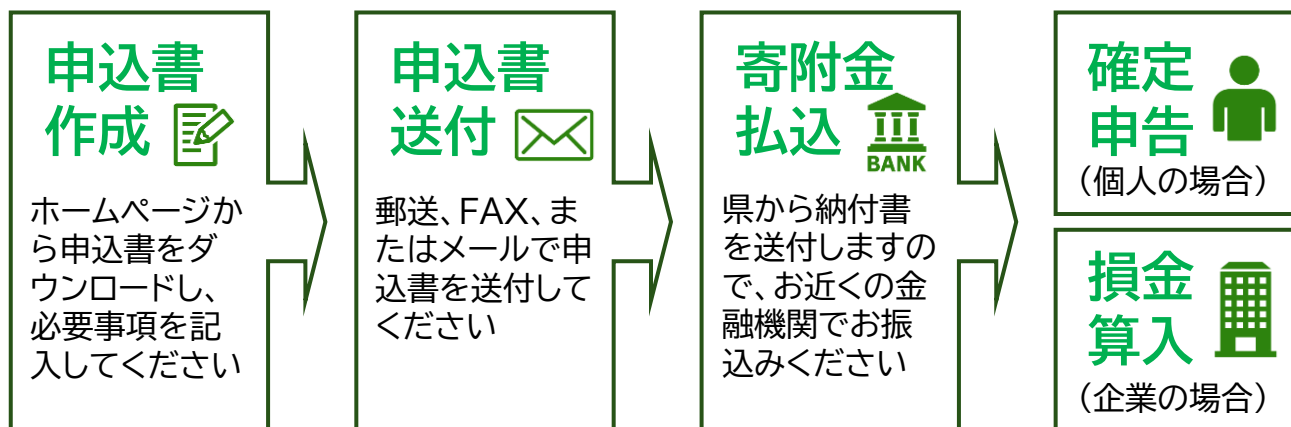 申込書
作成
ホームページか
ら申込書をダ
ウンロードし、
必要事項を記
入してください
申込書
送付
郵送、FAX、ま
たはメールで申
込書を送付して
ください
寄附金
払込
BANK
県から納付書
を送付しますの
で、お近くの金
融機関でお振
込みください
確定
申告
（個人の場合）
損金
算入
（企業の場合）